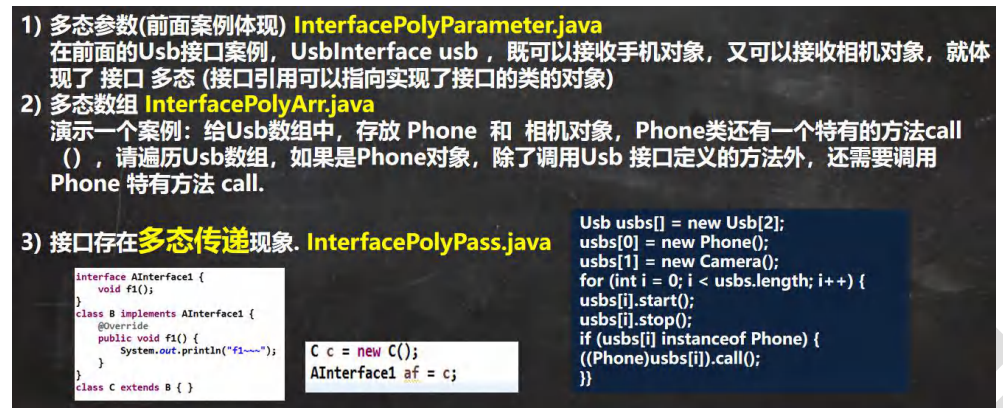 1) 多态参数(前面案例体现) InterfacePolyParameter.java
在前面的Usb接口案例，UsbInterface usb ，既可以接收手机对象，又可以接收相机对象，就体
现了 接口 多态 (接口引用可以指向实现了接口的类的对象)
2) 多态数组 InterfacePolyArr.java
演示一个案例：给Usb数组中，存放 Phone 和 相机对象，Phone类还有一个特有的方法call
（），请遍历Usb数组，如果是Phone对象，除了调用Usb 接口定义的方法外，还需要调用
Phone 特有方法 call.
3) 接口存在多态传递现象. InterfacePolyPass.java
interface AInterface1 {
void f1();
}
class B implements AInterface1 {
@Override
public void f1() {
System.out.println("f1~~~");
}
}
class C extends B { }
C c = new C();
AInterface1 af = c;
Usb usbs[] = new Usb[2];
usbs[0] = new Phone();
usbs[1] = new Camera();
for (int i = 0; i < usbs.length; i++) {
usbs[i].start();
usbs[i].stop();
if (usbs[i] instanceof Phone) {
((Phone)usbs[i]).call();
}}